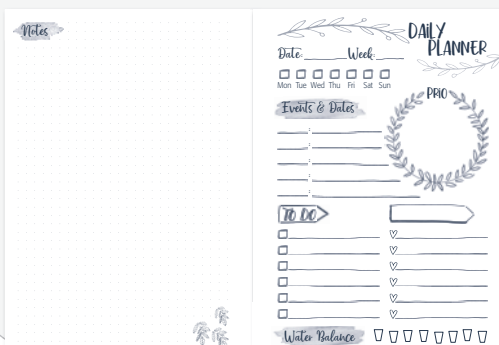 Notes
DAILY
PLANNER
Date: Week:
Mon Tue Wed Thu Fri Sat Sun
PRIO
Events & Dates
:
:
:
:
:
TO DO
Water Balance